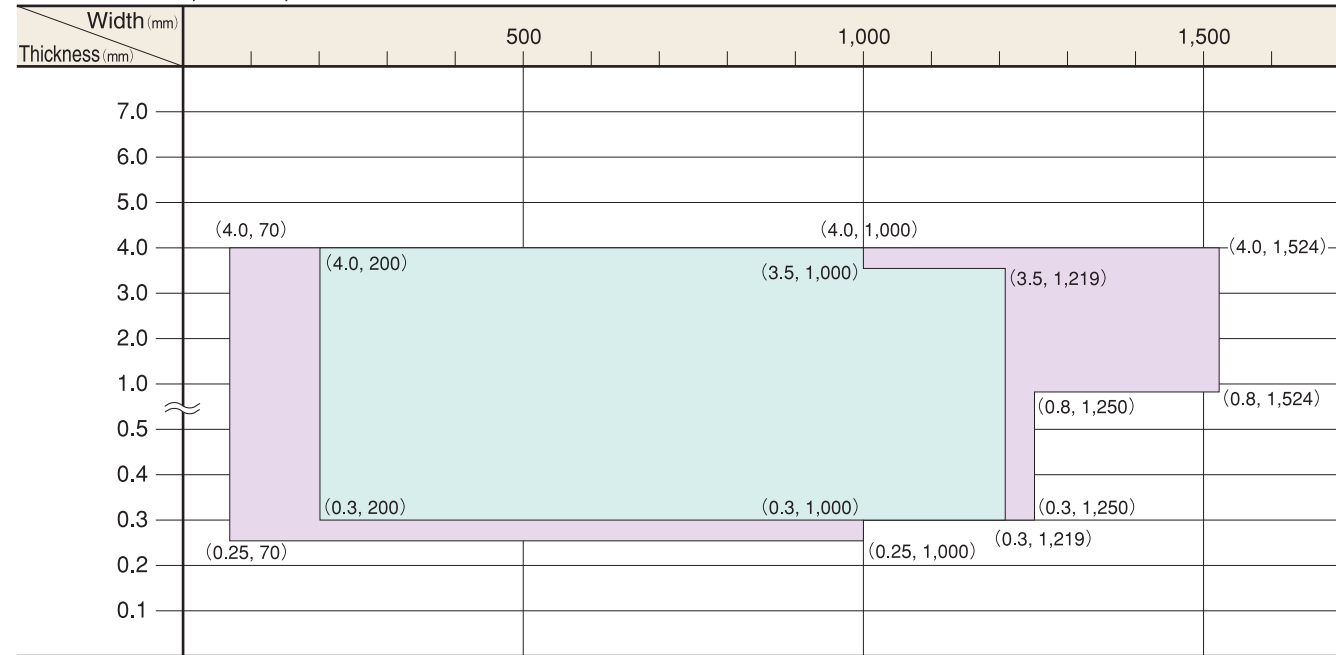 Width (mm)
Thickness (mm)
500 1,000 1,500
7.0
6.0
5.0
(4.0, 70) (4.0, 1,000)
4.0 (4.0, 1,524)
(4.0, 200) (3.5, 1,000) (3.5, 1,219)
3.0
2.0
1.0
(0.8, 1,250) (0.8, 1,524)
0.5
0.4
(0.3, 200) (0.3, 1,000) (0.3, 1,250)
0.3
(0.25, 70) (0.25, 1,000) (0.3, 1,219)
0.2
0.1